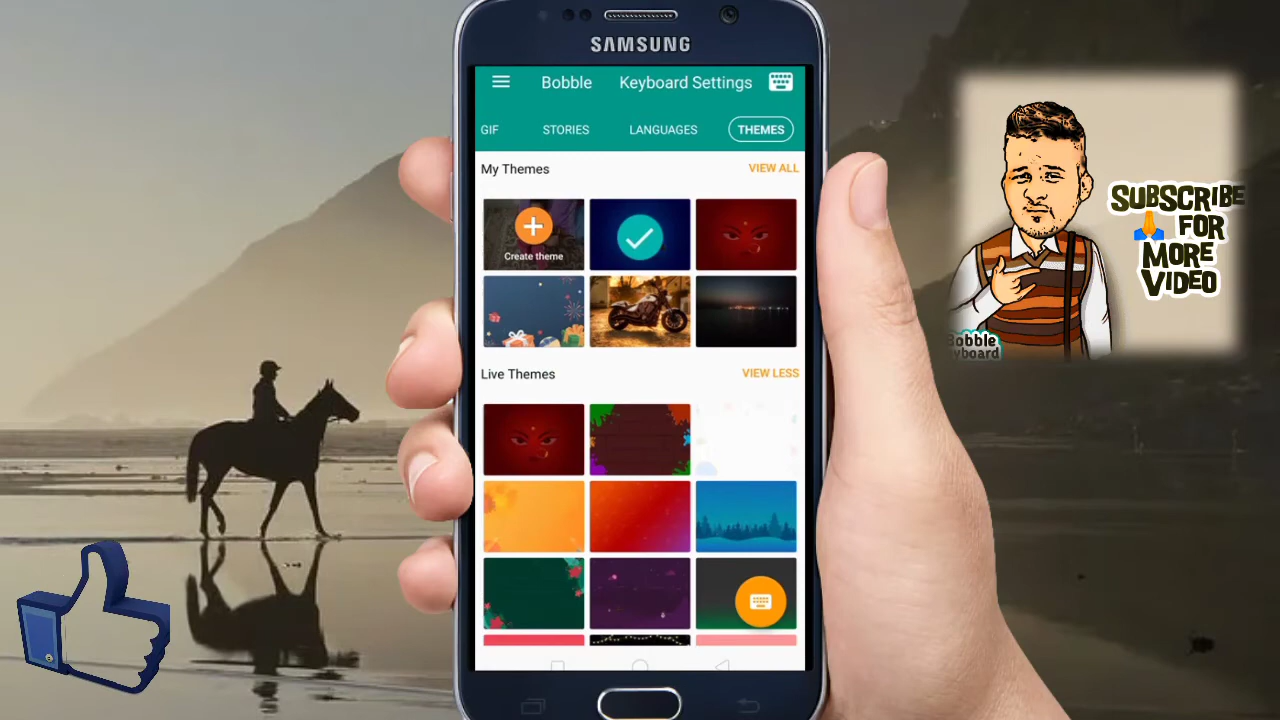 SAMSUNG
Bobble Keyboard Settings
GIF STORIES LANGUAGES THEMES
My Themes VIEW ALL
Create theme
Live Themes VIEW LESS
SUBSCRIBE
FOR
MORE
VIDEO
Bobble